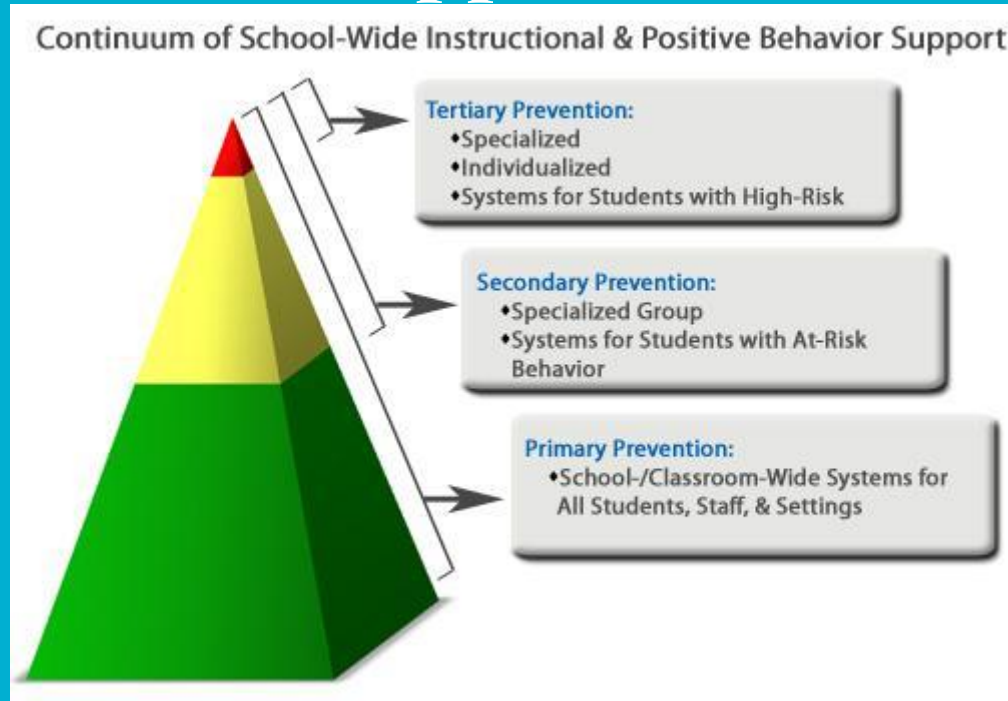 Continuum of School-Wide Instructional & Positive Behavior Support
Tertiary Prevention:
♦Specialized
♦Individualized
♦Systems for Students with High-Risk
Secondary Prevention:
♦Specialized Group
♦Systems for Students with At-Risk
Behavior
Primary Prevention:
♦School-/Classroom-Wide Systems for
All Students, Staff, & Settings